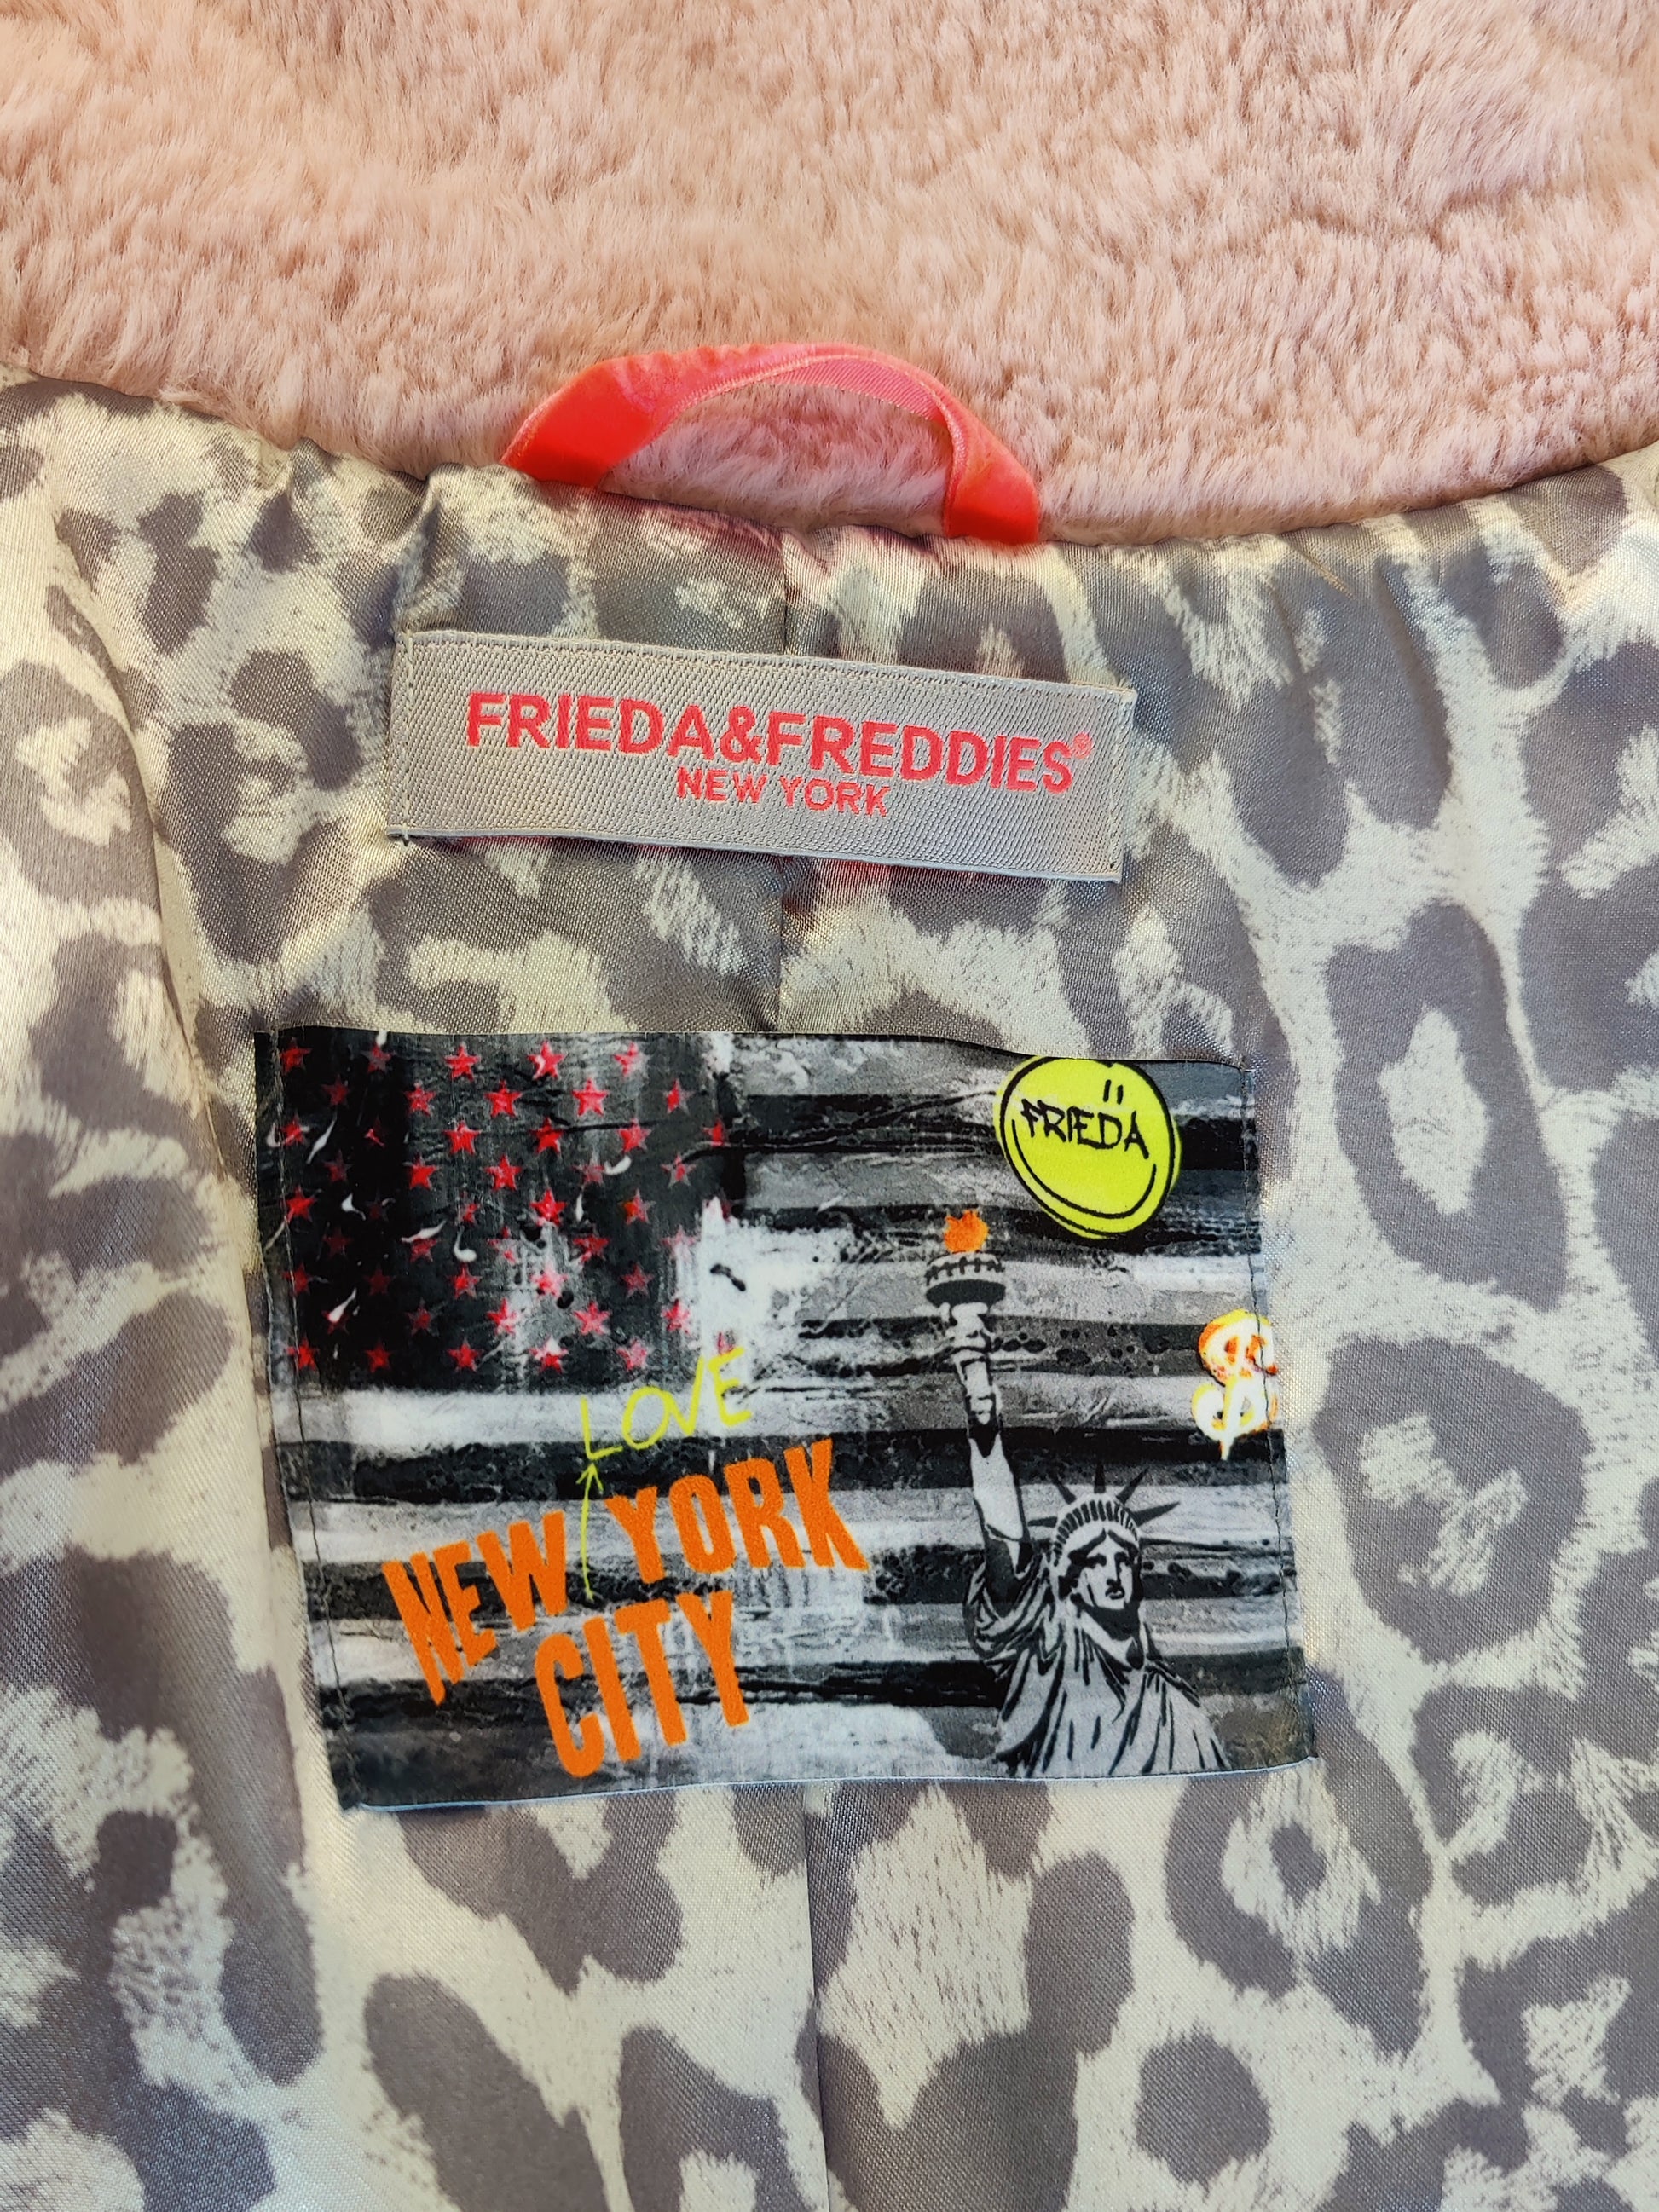 FRIEDA&FREDDIES®
NEW YORK
FRIEDA
$
LOVE
NEW YORK
CITY